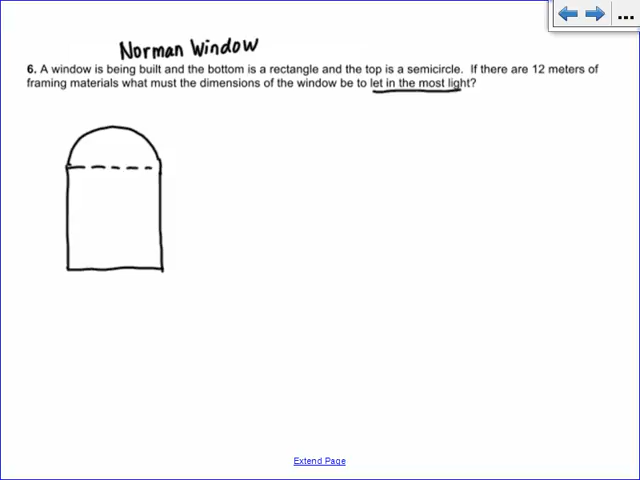 Norman Window
6. A window is being built and the bottom is a rectangle and the top is a semicircle. If there are 12 meters of
framing materials what must the dimensions of the window be to let in the most light?
Extend Page